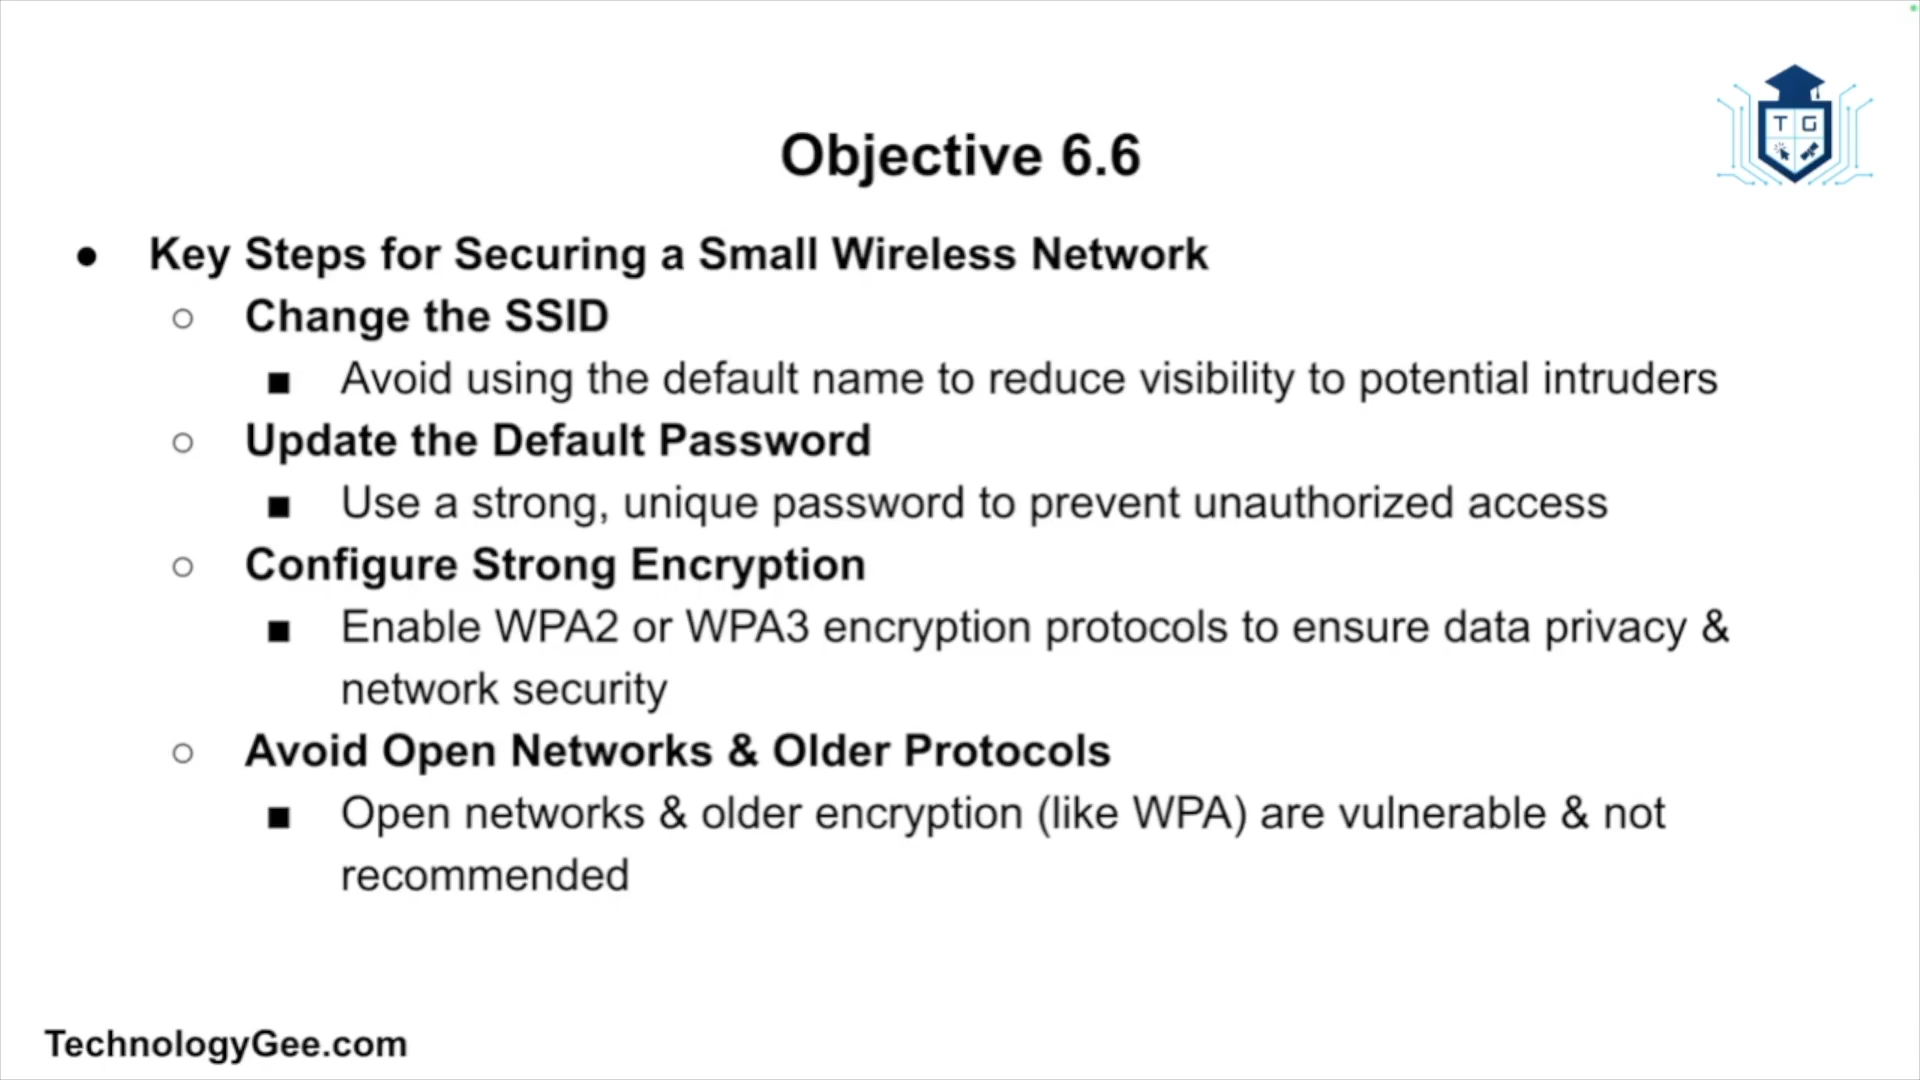 T G
Objective 6.6
● Key Steps for Securing a Small Wireless Network
○ Change the SSID
■ Avoid using the default name to reduce visibility to potential intruders
○ Update the Default Password
■ Use a strong, unique password to prevent unauthorized access
○ Configure Strong Encryption
■ Enable WPA2 or WPA3 encryption protocols to ensure data privacy &
network security
○ Avoid Open Networks & Older Protocols
■ Open networks & older encryption (like WPA) are vulnerable & not
recommended
TechnologyGee.com